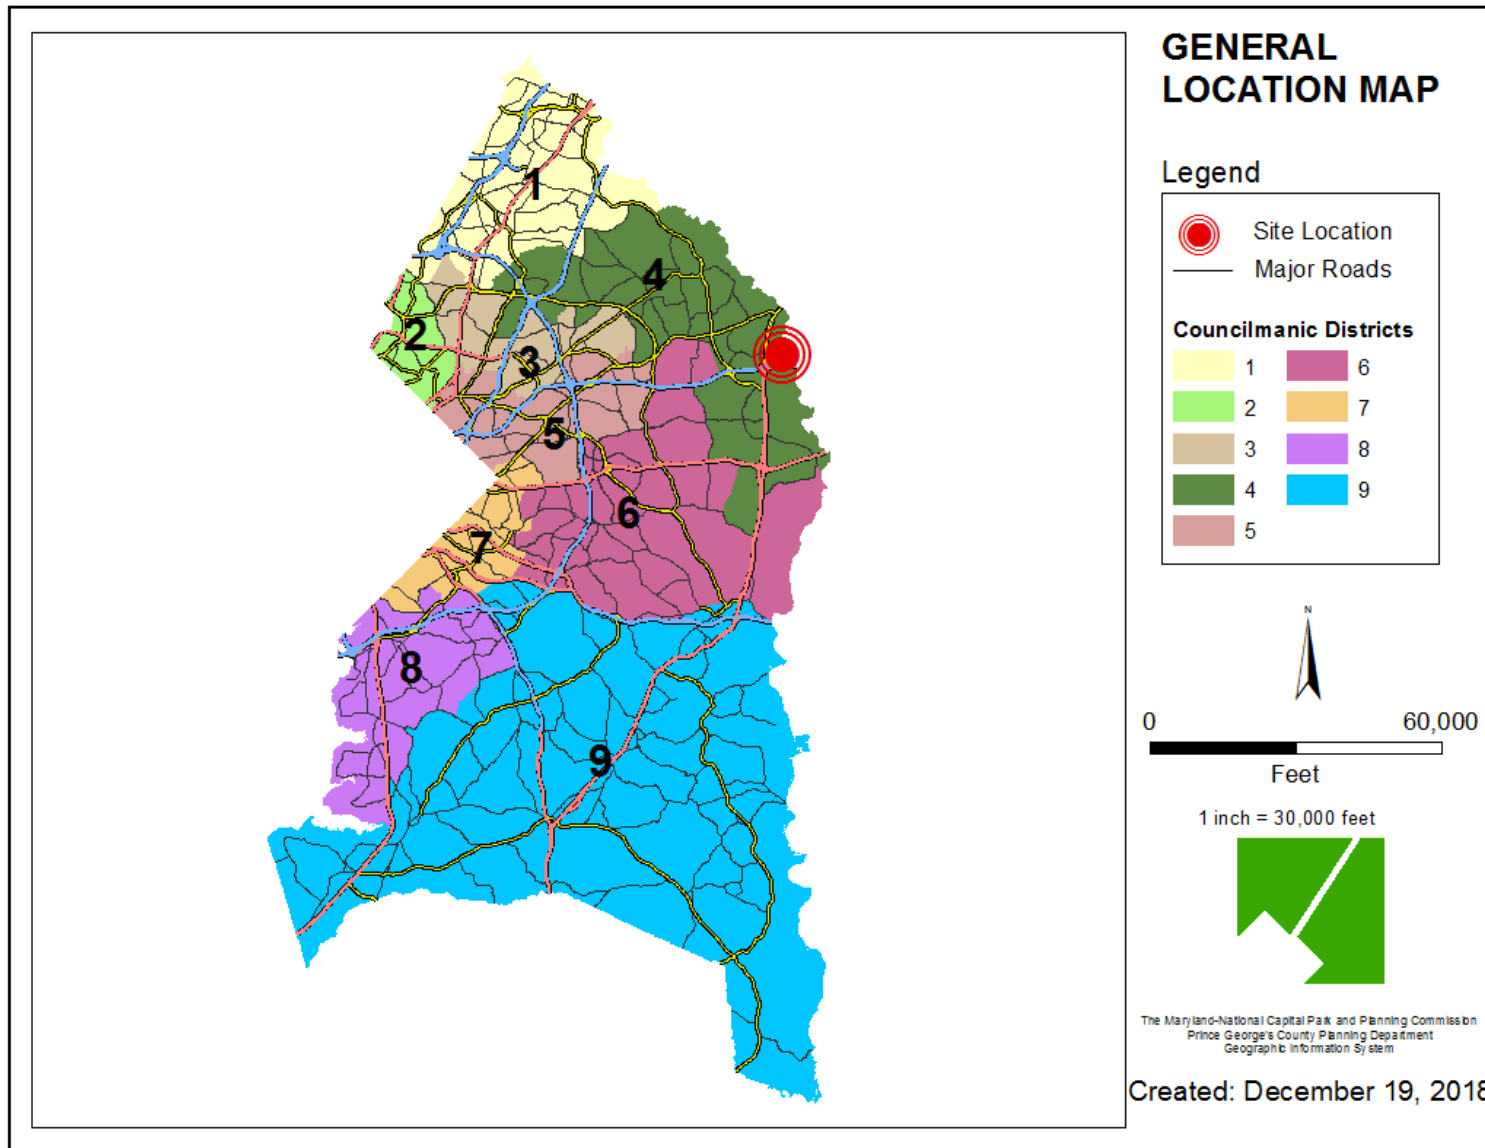 GENERAL
LOCATION MAP
Legend
Site Location
Major Roads
Councilmanic Districts
1 6
2 7
3 8
4 9
5
1
4
2
3
5
6
7
8
9
N
0 60,000
Feet
1 inch = 30,000 feet
The Maryland-National Capital Park and Planning Commission
Prince George's County Planning Department
Geographic Information System
Created: December 19, 2018